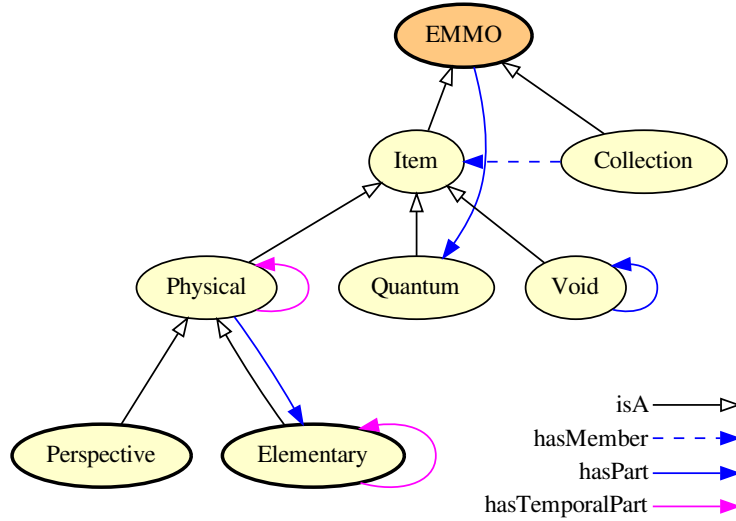 EMMO
Item
Collection
Physical
Quantum
Void
Perspective
Elementary
isA
hasMember
hasPart
hasTemporalPart